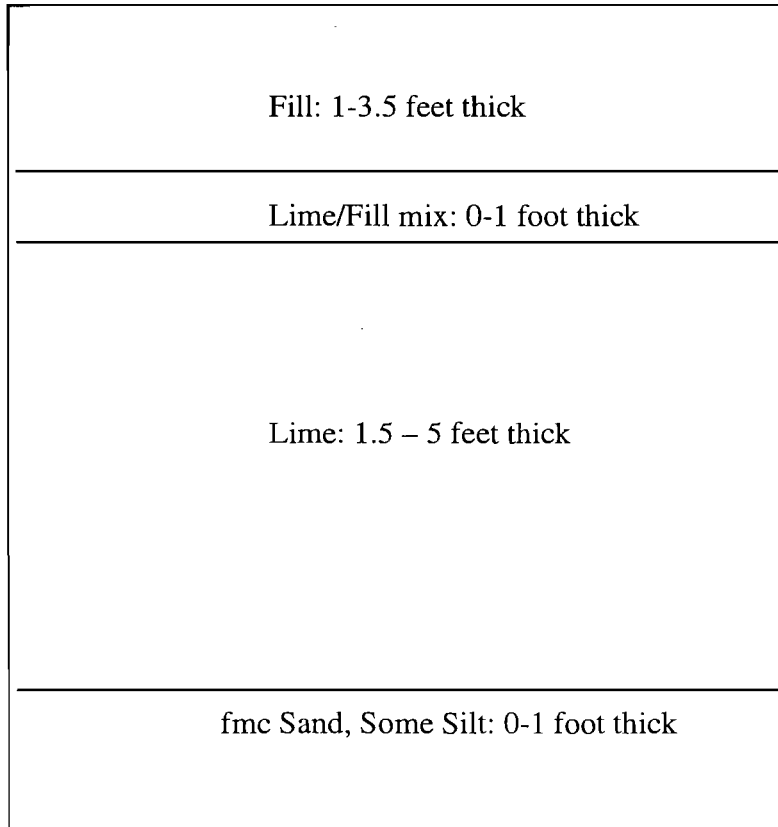 Fill: 1-3.5 feet thick
Lime/Fill mix: 0-1 foot thick
Lime: 1.5 – 5 feet thick
fmc Sand, Some Silt: 0-1 foot thick